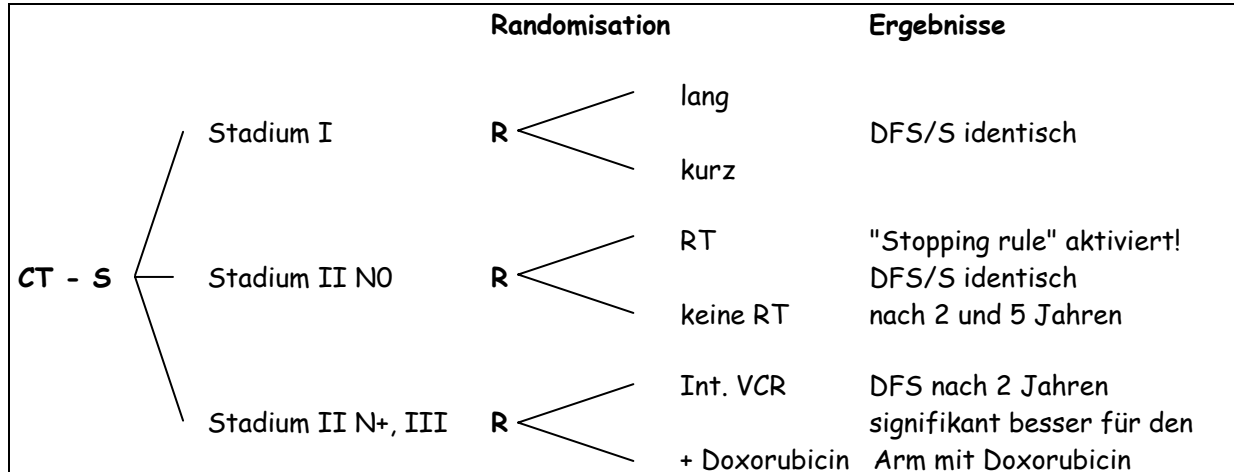 Randomisation Ergebnisse
lang
Stadium I R DFS/S identisch
kurz
RT "Stopping rule" aktiviert!
CT - S Stadium II N0 R DFS/S identisch
keine RT nach 2 und 5 Jahren
Int. VCR DFS nach 2 Jahren
Stadium II N+, III R signifikant besser für den
+ Doxorubicin Arm mit Doxorubicin